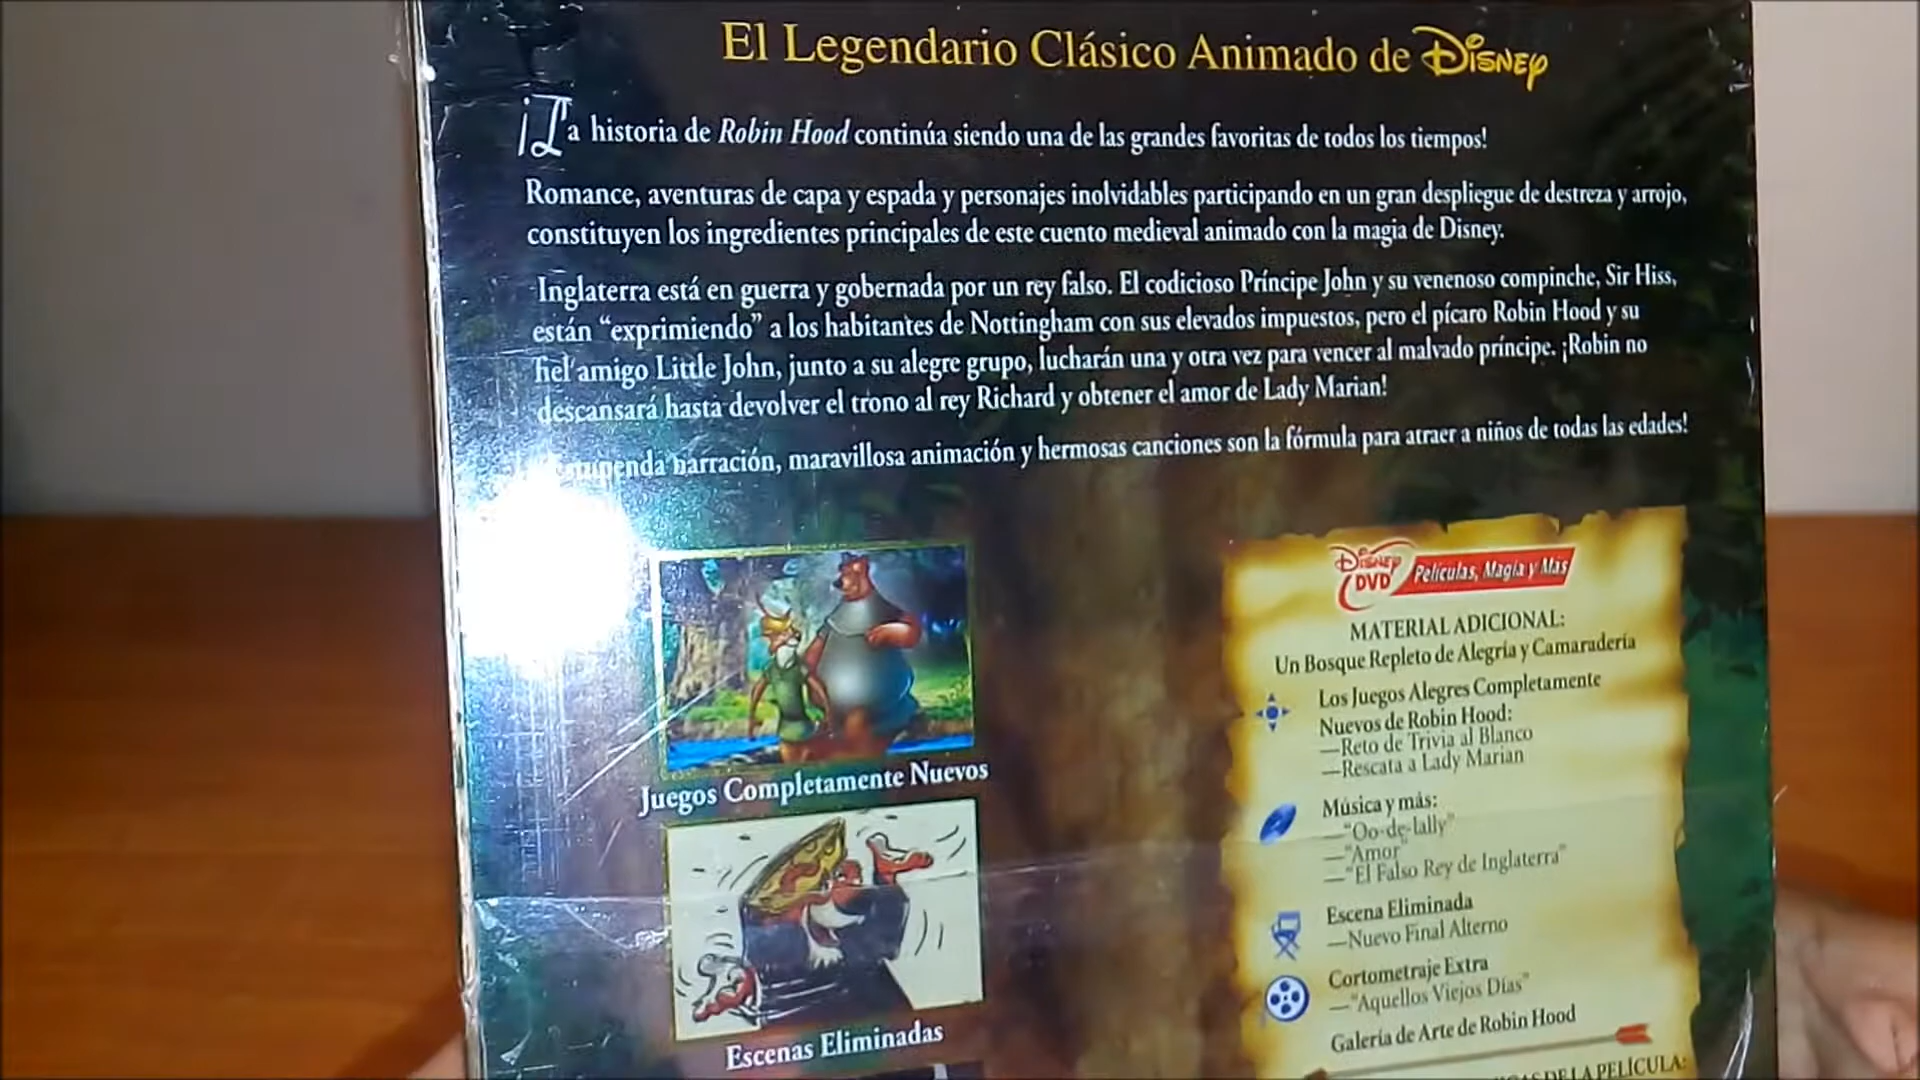 El Legendario Clásico Animado de Disney
¡La historia de Robin Hood continúa siendo una de las grandes favoritas de todos los tiempos!
Romance, aventuras de capa y espada y personajes inolvidables participando en un gran despliegue de destreza y arrojo,
constituyen los ingredientes principales de este cuento medieval animado con la magia de Disney.
Inglaterra está en guerra y gobernada por un rey falso. El codicioso Príncipe John y su venenoso compinche, Sir Hiss,
están “exprimiendo” a los habitantes de Nottingham con sus elevados impuestos, pero el pícaro Robin Hood y su
fiel amigo Little John, junto a su alegre grupo, lucharán una y otra vez para vencer al malvado príncipe. ¡Robin no
descansará hasta devolver el trono al rey Richard y obtener el amor de Lady Marian!
narración, maravillosa animación y hermosas canciones son la fórmula para atraer a niños de todas las edades!
Juegos Completamente Nuevos
Escenas Eliminadas
Disney DVD Películas, Magia y Más
MATERIAL ADICIONAL:
Un Bosque Repleto de Alegría y Camaradería
Los Juegos Alegres Completamente
Nuevos de Robin Hood:
—Reto de Trivia al Blanco
—Rescata a Lady Marian
Música y más:
—“Oo-de-lally”
—“Amor”
—“El Falso Rey de Inglaterra”
Escena Eliminada
—Nuevo Final Alterno
Cortometraje Extra
—“Aquellos Viejos Días”
Galería de Arte de Robin Hood
DE LA PELÍCULA: